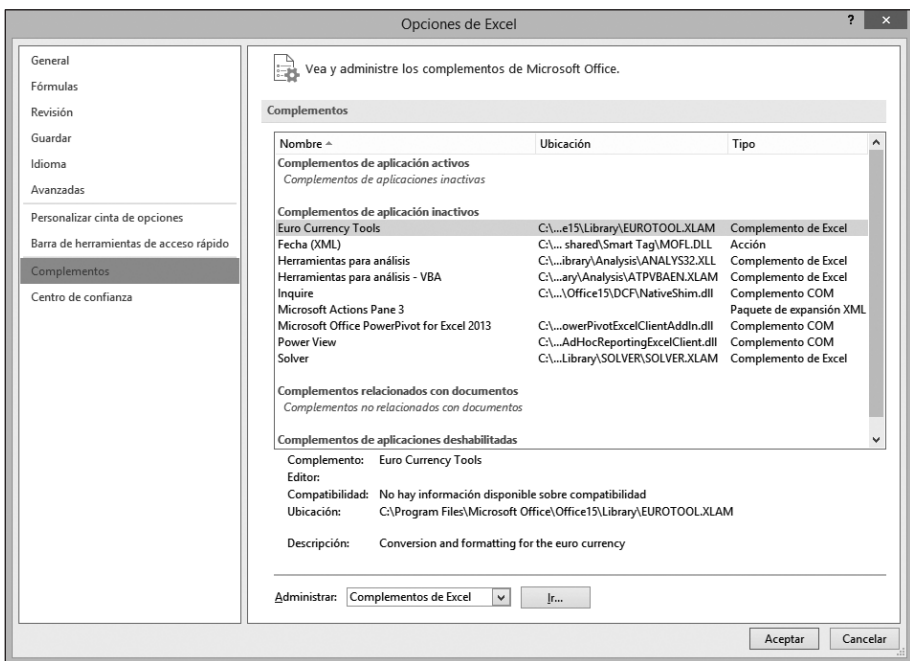 Opciones de Excel
? ×
General
Fórmulas
Revisión
Guardar
Idioma
Avanzadas
Personalizar cinta de opciones
Barra de herramientas de acceso rápido
Complementos
Centro de confianza
Vea y administre los complementos de Microsoft Office.
Complementos
Nombre Ubicación Tipo
Complementos de aplicación activos
Complementos de aplicaciones inactivas
Complementos de aplicación inactivos
Euro Currency Tools C:\...e15\Library\EUROTOOL.XLAM Complemento de Excel
Fecha (XML) C:\... shared\Smart Tag\MOFL.DLL Acción
Herramientas para análisis C:\...ibrary\Analysis\ANALYS32.XLL Complemento de Excel
Herramientas para análisis - VBA C:\...ary\Analysis\ATPVBAEN.XLAM Complemento de Excel
Inquire C:\...\Office15\DCF\NativeShim.dll Complemento COM
Microsoft Actions Pane 3 Paquete de expansión XML
Microsoft Office PowerPivot for Excel 2013 C:\...owerPivotExcelClientAddIn.dll Complemento COM
Power View C:\...AdHocReportingExcelClient.dll Complemento COM
Solver C:\...Library\SOLVER\SOLVER.XLAM Complemento de Excel
Complementos relacionados con documentos
Complementos no relacionados con documentos
Complementos de aplicaciones deshabilitadas
Complemento: Euro Currency Tools
Editor:
Compatibilidad: No hay información disponible sobre compatibilidad
Ubicación: C:\Program Files\Microsoft Office\Office15\Library\EUROTOOL.XLAM
Descripción: Conversion and formatting for the euro currency
Administrar: Complementos de Excel Ir...
Aceptar Cancelar